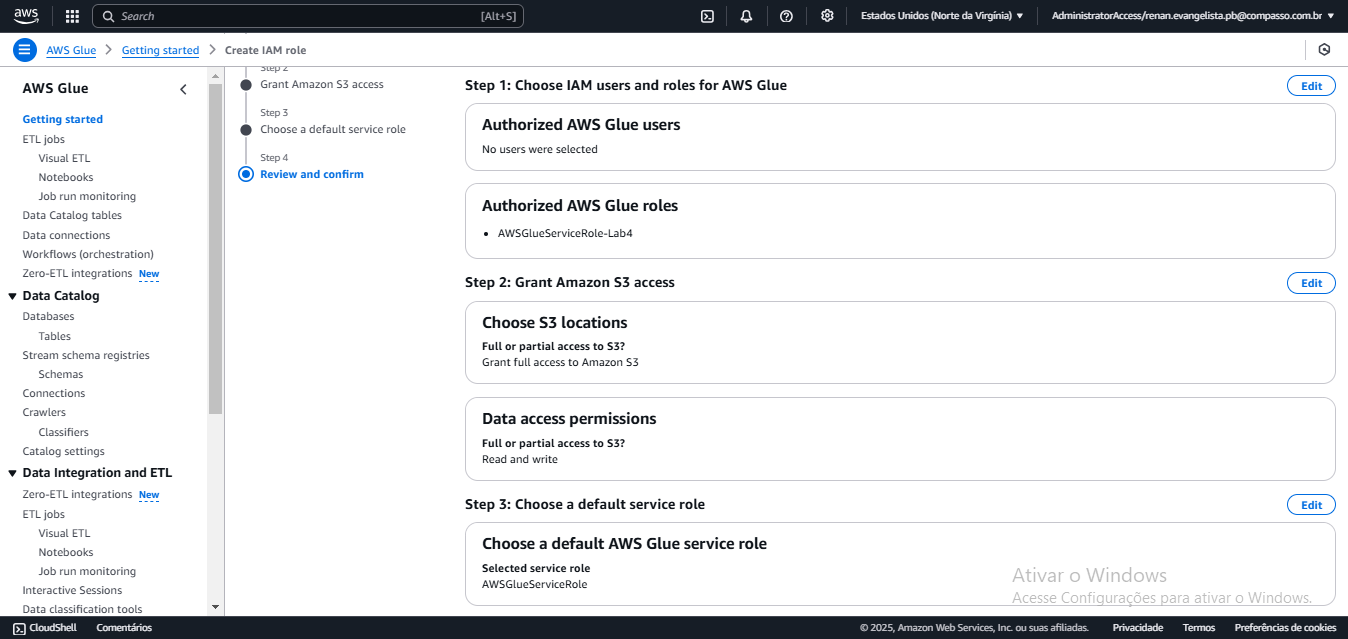 aws
Search [Alt+S]
Estados Unidos (Norte da Virgínia)
AdministratorAccess/renan.evangelista.pb@compasso.com.br
AWS Glue
Getting started
Create IAM role
AWS Glue
Getting started
ETL jobs
Visual ETL
Notebooks
Job run monitoring
Data Catalog tables
Data connections
Workflows (orchestration)
Zero-ETL integrations New
Data Catalog
Databases
Tables
Stream schema registries
Schemas
Connections
Crawlers
Classifiers
Catalog settings
Data Integration and ETL
Zero-ETL integrations New
ETL jobs
Visual ETL
Notebooks
Job run monitoring
Interactive Sessions
Data classification tools
Step 2
Grant Amazon S3 access
Step 3
Choose a default service role
Step 4
Review and confirm
Step 1: Choose IAM users and roles for AWS Glue
Edit
Authorized AWS Glue users
No users were selected
Authorized AWS Glue roles
AWSGlueServiceRole-Lab4
Step 2: Grant Amazon S3 access
Edit
Choose S3 locations
Full or partial access to S3?
Grant full access to Amazon S3
Data access permissions
Full or partial access to S3?
Read and write
Step 3: Choose a default service role
Edit
Choose a default AWS Glue service role
Selected service role
AWSGlueServiceRole
Ativar o Windows
Acesse Configurações para ativar o Windows.
CloudShell
Comentários
© 2025, Amazon Web Services, Inc. ou suas afiliadas.
Privacidade
Termos
Preferências de cookies